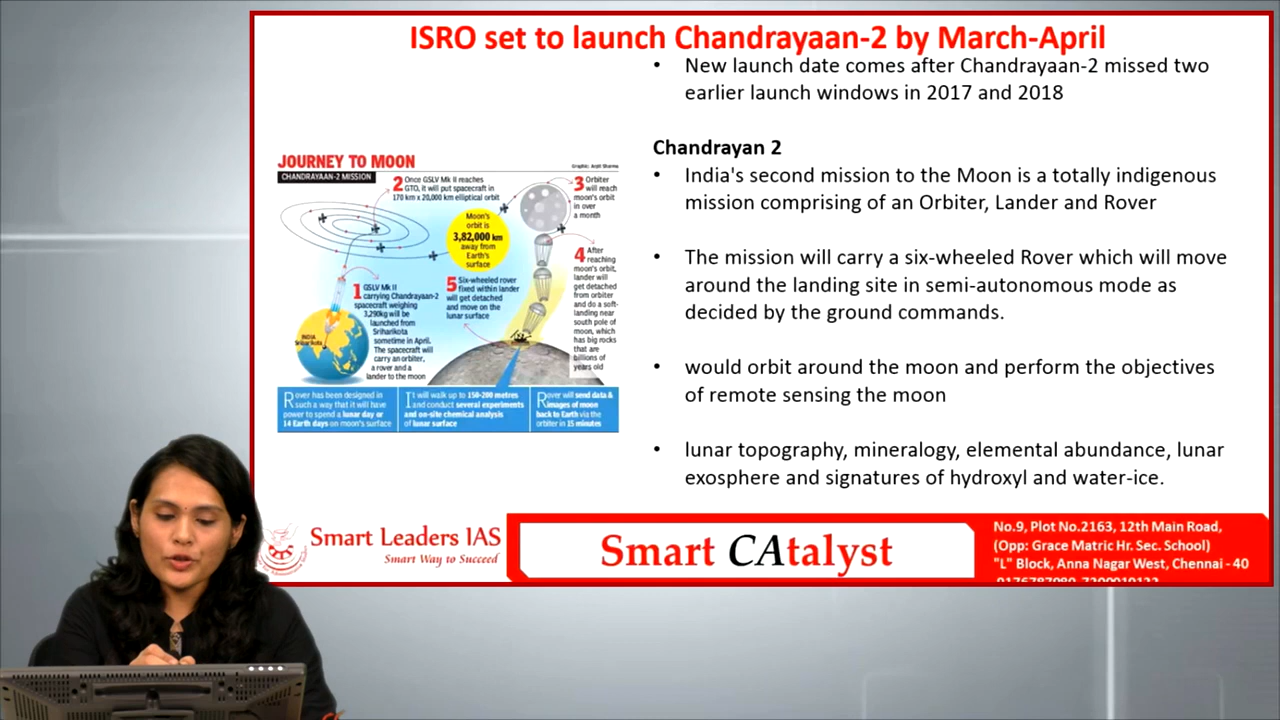 ISRO set to launch Chandrayaan-2 by March-April
• New launch date comes after Chandrayaan-2 missed two
earlier launch windows in 2017 and 2018
Chandrayan 2
• India's second mission to the Moon is a totally indigenous
mission comprising of an Orbiter, Lander and Rover
• The mission will carry a six-wheeled Rover which will move
around the landing site in semi-autonomous mode as
decided by the ground commands.
• would orbit around the moon and perform the objectives
of remote sensing the moon
• lunar topography, mineralogy, elemental abundance, lunar
exosphere and signatures of hydroxyl and water-ice.
JOURNEY TO MOON
Graphic: Arpit Sharma
CHANDRAYAAN-2 MISSION
2 Once GSLV Mk II reaches
GTO, it will put spacecraft in
170 km x 20,000 km elliptical orbit
3 Orbiter
will reach
moon's orbit
in over
a month
Moon's
orbit is
3,82,000 km
away from
Earth's
surface
4 After
reaching
moon's orbit,
lander will
get detached
from orbiter
and do a soft-
landing near
south pole of
moon, which
has big rocks
that are
billions of
years old
5 Six-wheeled rover
fixed within lander
will get detached
and move on the
lunar surface
1 GSLV Mk II
carrying Chandrayaan-2
spacecraft weighing
3,290kg will be
launched from
Sriharikota
sometime in April.
The spacecraft will
carry an orbiter,
a rover and a
lander to the moon
INDIA
Sriharikota
Rover has been designed in
such a way that it will have
power to spend a lunar day or
14 Earth days on moon's surface
It will walk up to 150-200 metres
and conduct several experiments
and on-site chemical analysis
of lunar surface
Rover will send data &
images of moon
back to Earth via the
orbiter in 15 minutes
Smart Leaders IAS
Smart Way to Succeed
Smart CAtalyst
No.9, Plot No.2163, 12th Main Road,
(Opp: Grace Matric Hr. Sec. School)
"L" Block, Anna Nagar West, Chennai - 40